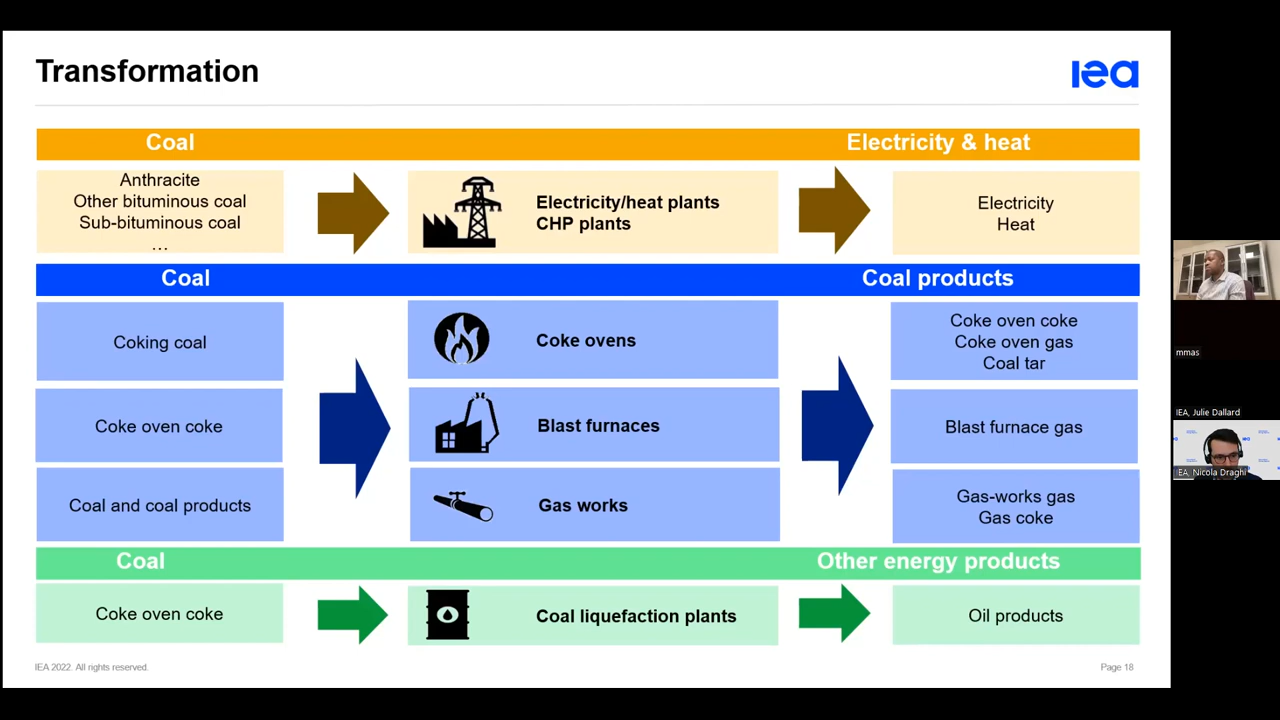 Transformation
iea
Coal
Electricity & heat
Anthracite
Other bituminous coal
Sub-bituminous coal
...
Electricity/heat plants
CHP plants
Electricity
Heat
Coal
Coal products
Coking coal
Coke ovens
Coke oven coke
Coke oven gas
Coal tar
Coke oven coke
Blast furnaces
Blast furnace gas
Coal and coal products
Gas works
Gas-works gas
Gas coke
Coal
Other energy products
Coke oven coke
Coal liquefaction plants
Oil products
IEA 2022. All rights reserved.
Page 18
mmas
IEA, Julie Dallard
IEA, Nicola Draghi